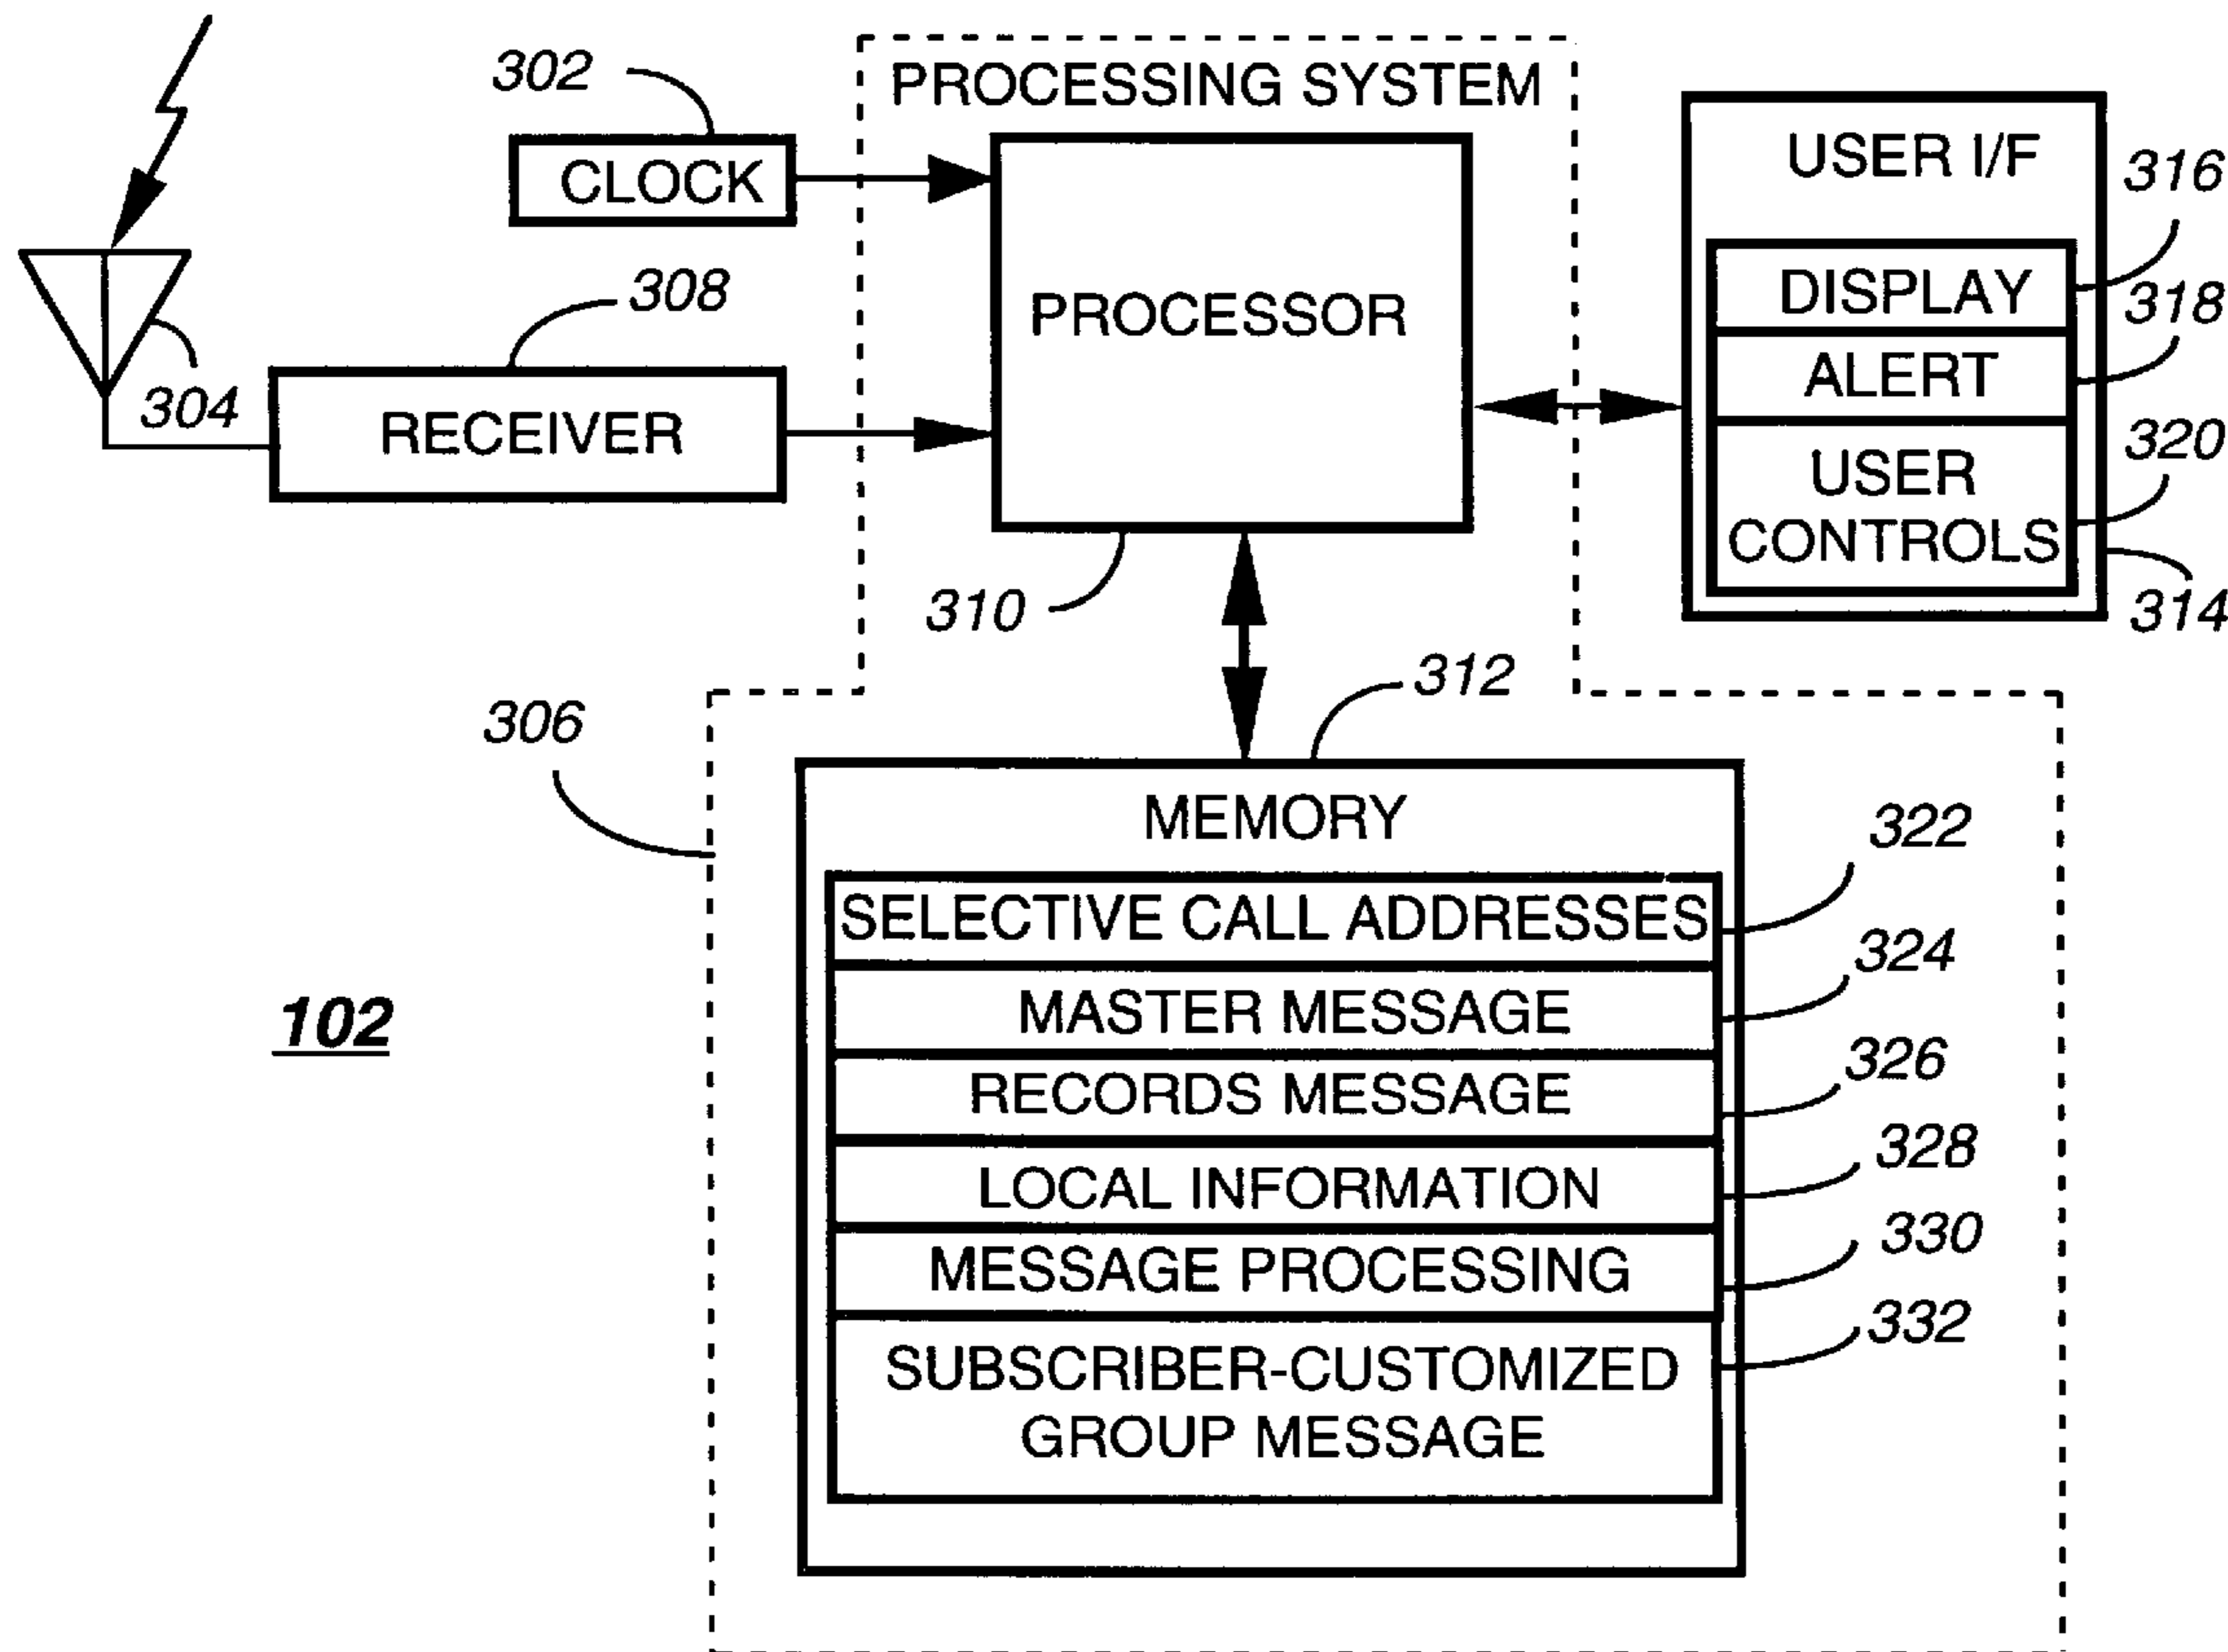 302
PROCESSING SYSTEM
CLOCK
USER I/F
316
308
PROCESSOR
DISPLAY
318
304
RECEIVER
ALERT
320
USER
CONTROLS
310
314
312
306
MEMORY
322
SELECTIVE CALL ADDRESSES
324
MASTER MESSAGE
102
326
RECORDS MESSAGE
328
LOCAL INFORMATION
330
MESSAGE PROCESSING
332
SUBSCRIBER-CUSTOMIZED
GROUP MESSAGE